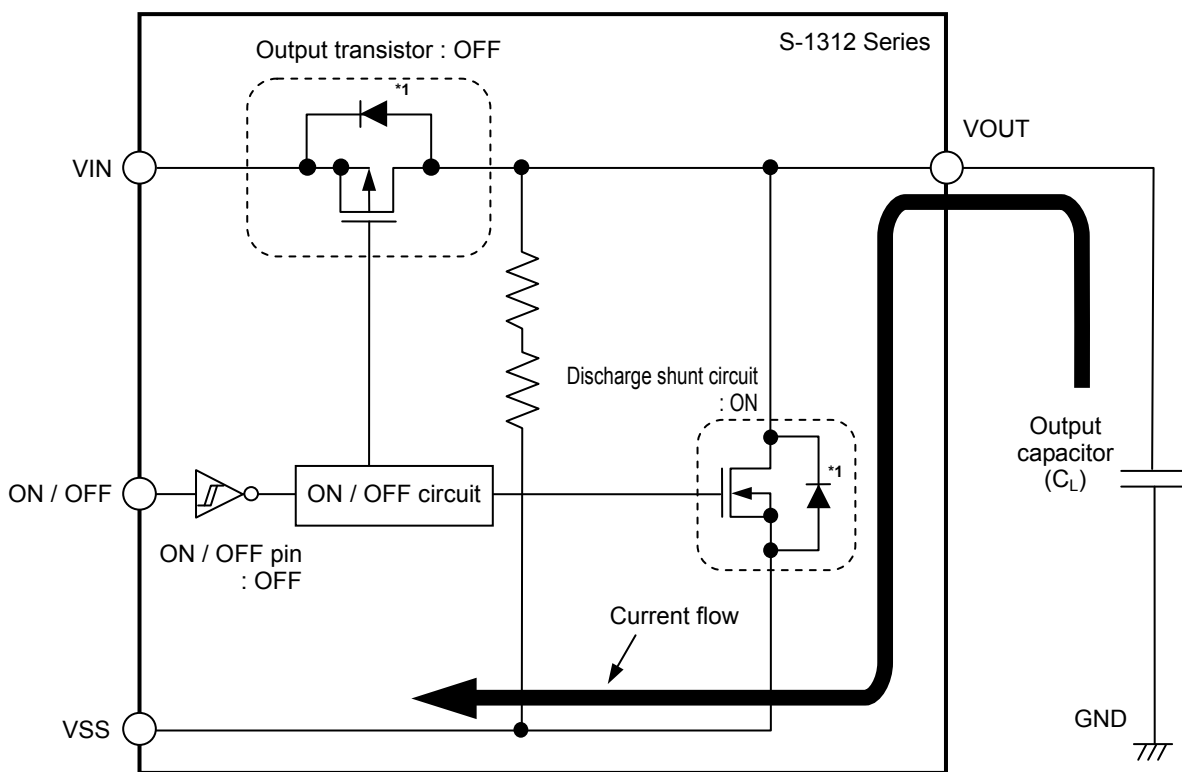 S-1312 Series
Output transistor : OFF
*1
VOUT
VIN
Discharge shunt circuit
: ON
*1
Output
capacitor
(CL)
ON / OFF
ON / OFF circuit
ON / OFF pin
: OFF
Current flow
GND
VSS